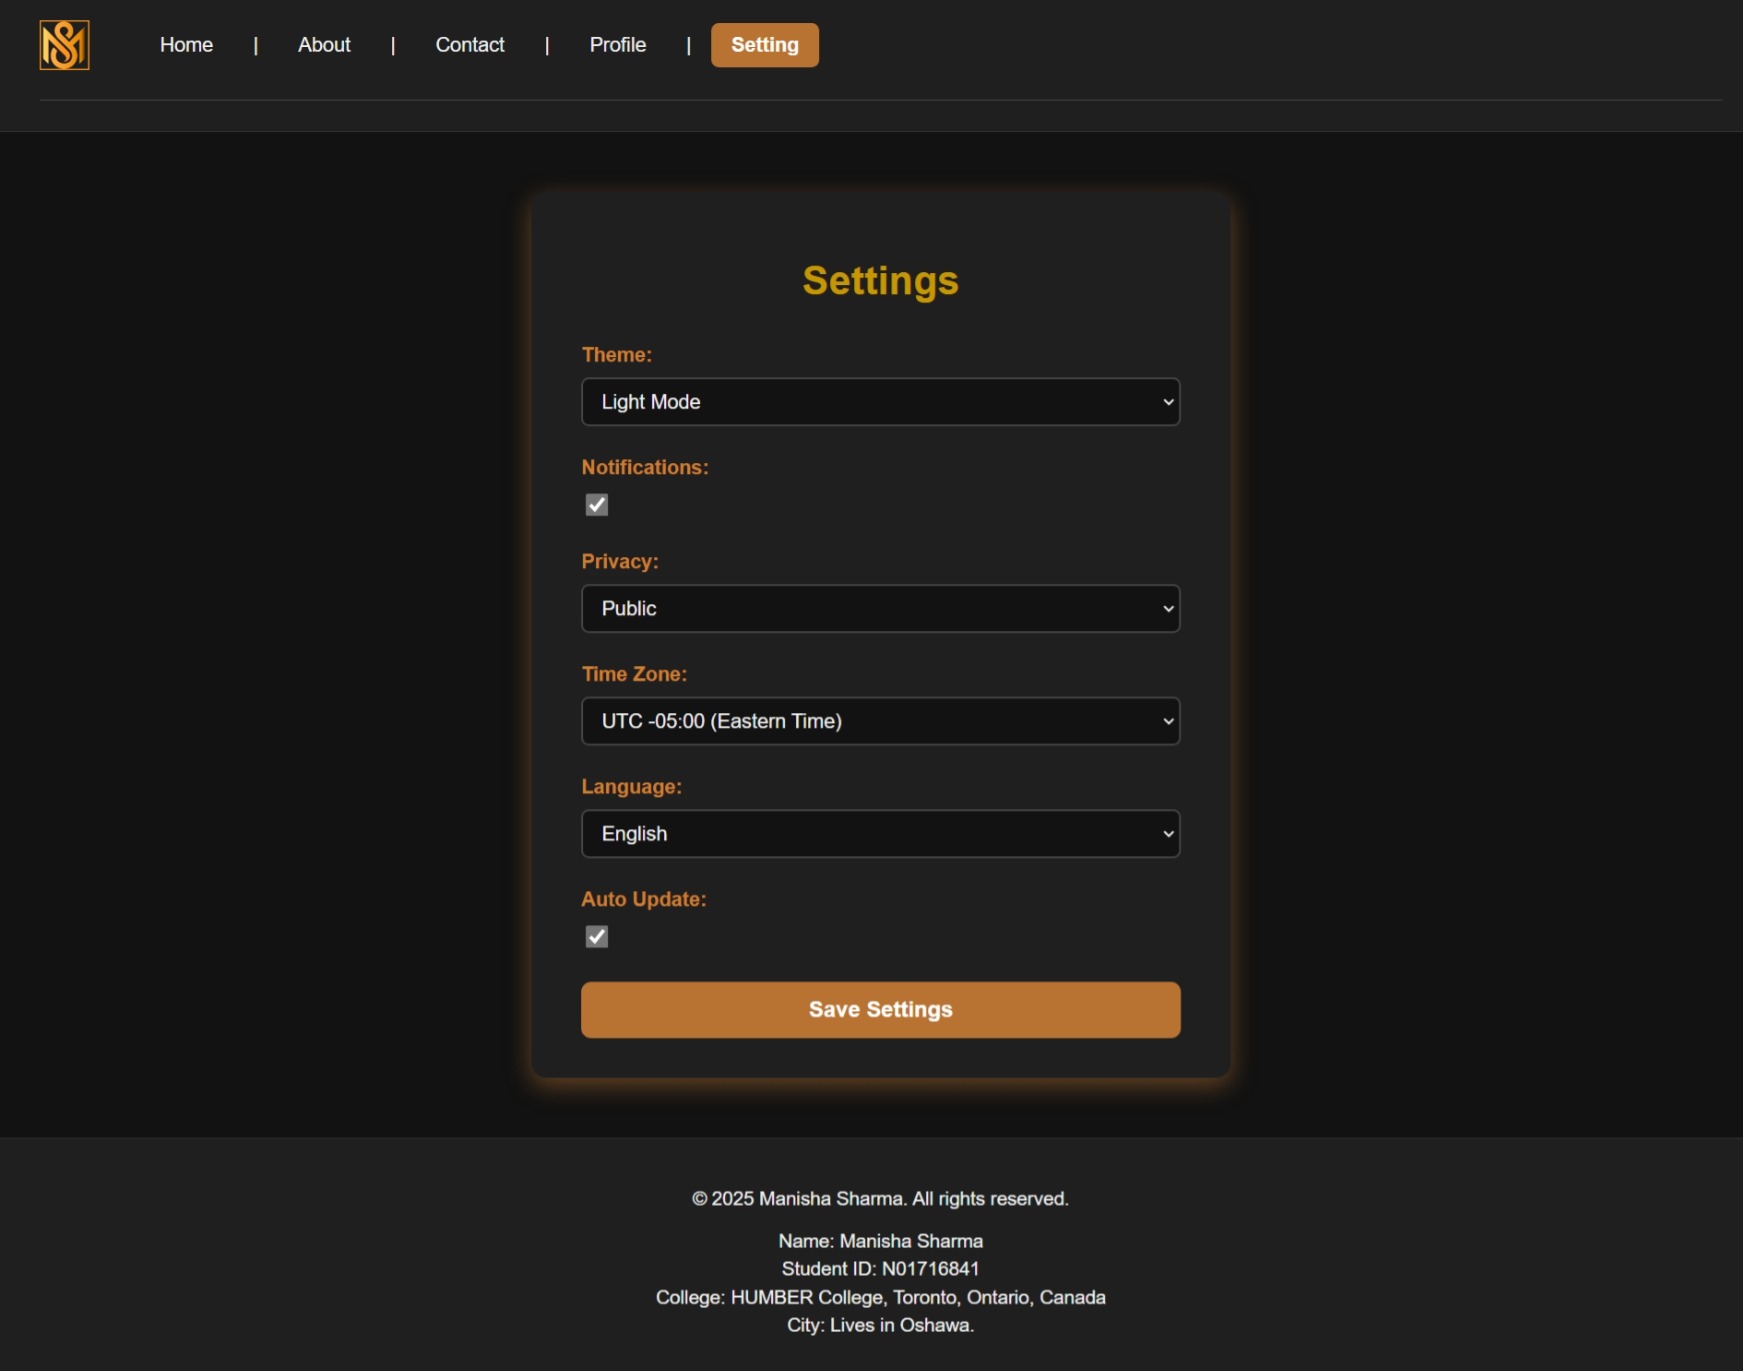 Home | About | Contact | Profile | Setting
Settings
Theme:
Light Mode
Notifications:
Privacy:
Public
Time Zone:
UTC -05:00 (Eastern Time)
Language:
English
Auto Update:
Save Settings
© 2025 Manisha Sharma. All rights reserved.
Name: Manisha Sharma
Student ID: N01716841
College: HUMBER College, Toronto, Ontario, Canada
City: Lives in Oshawa.